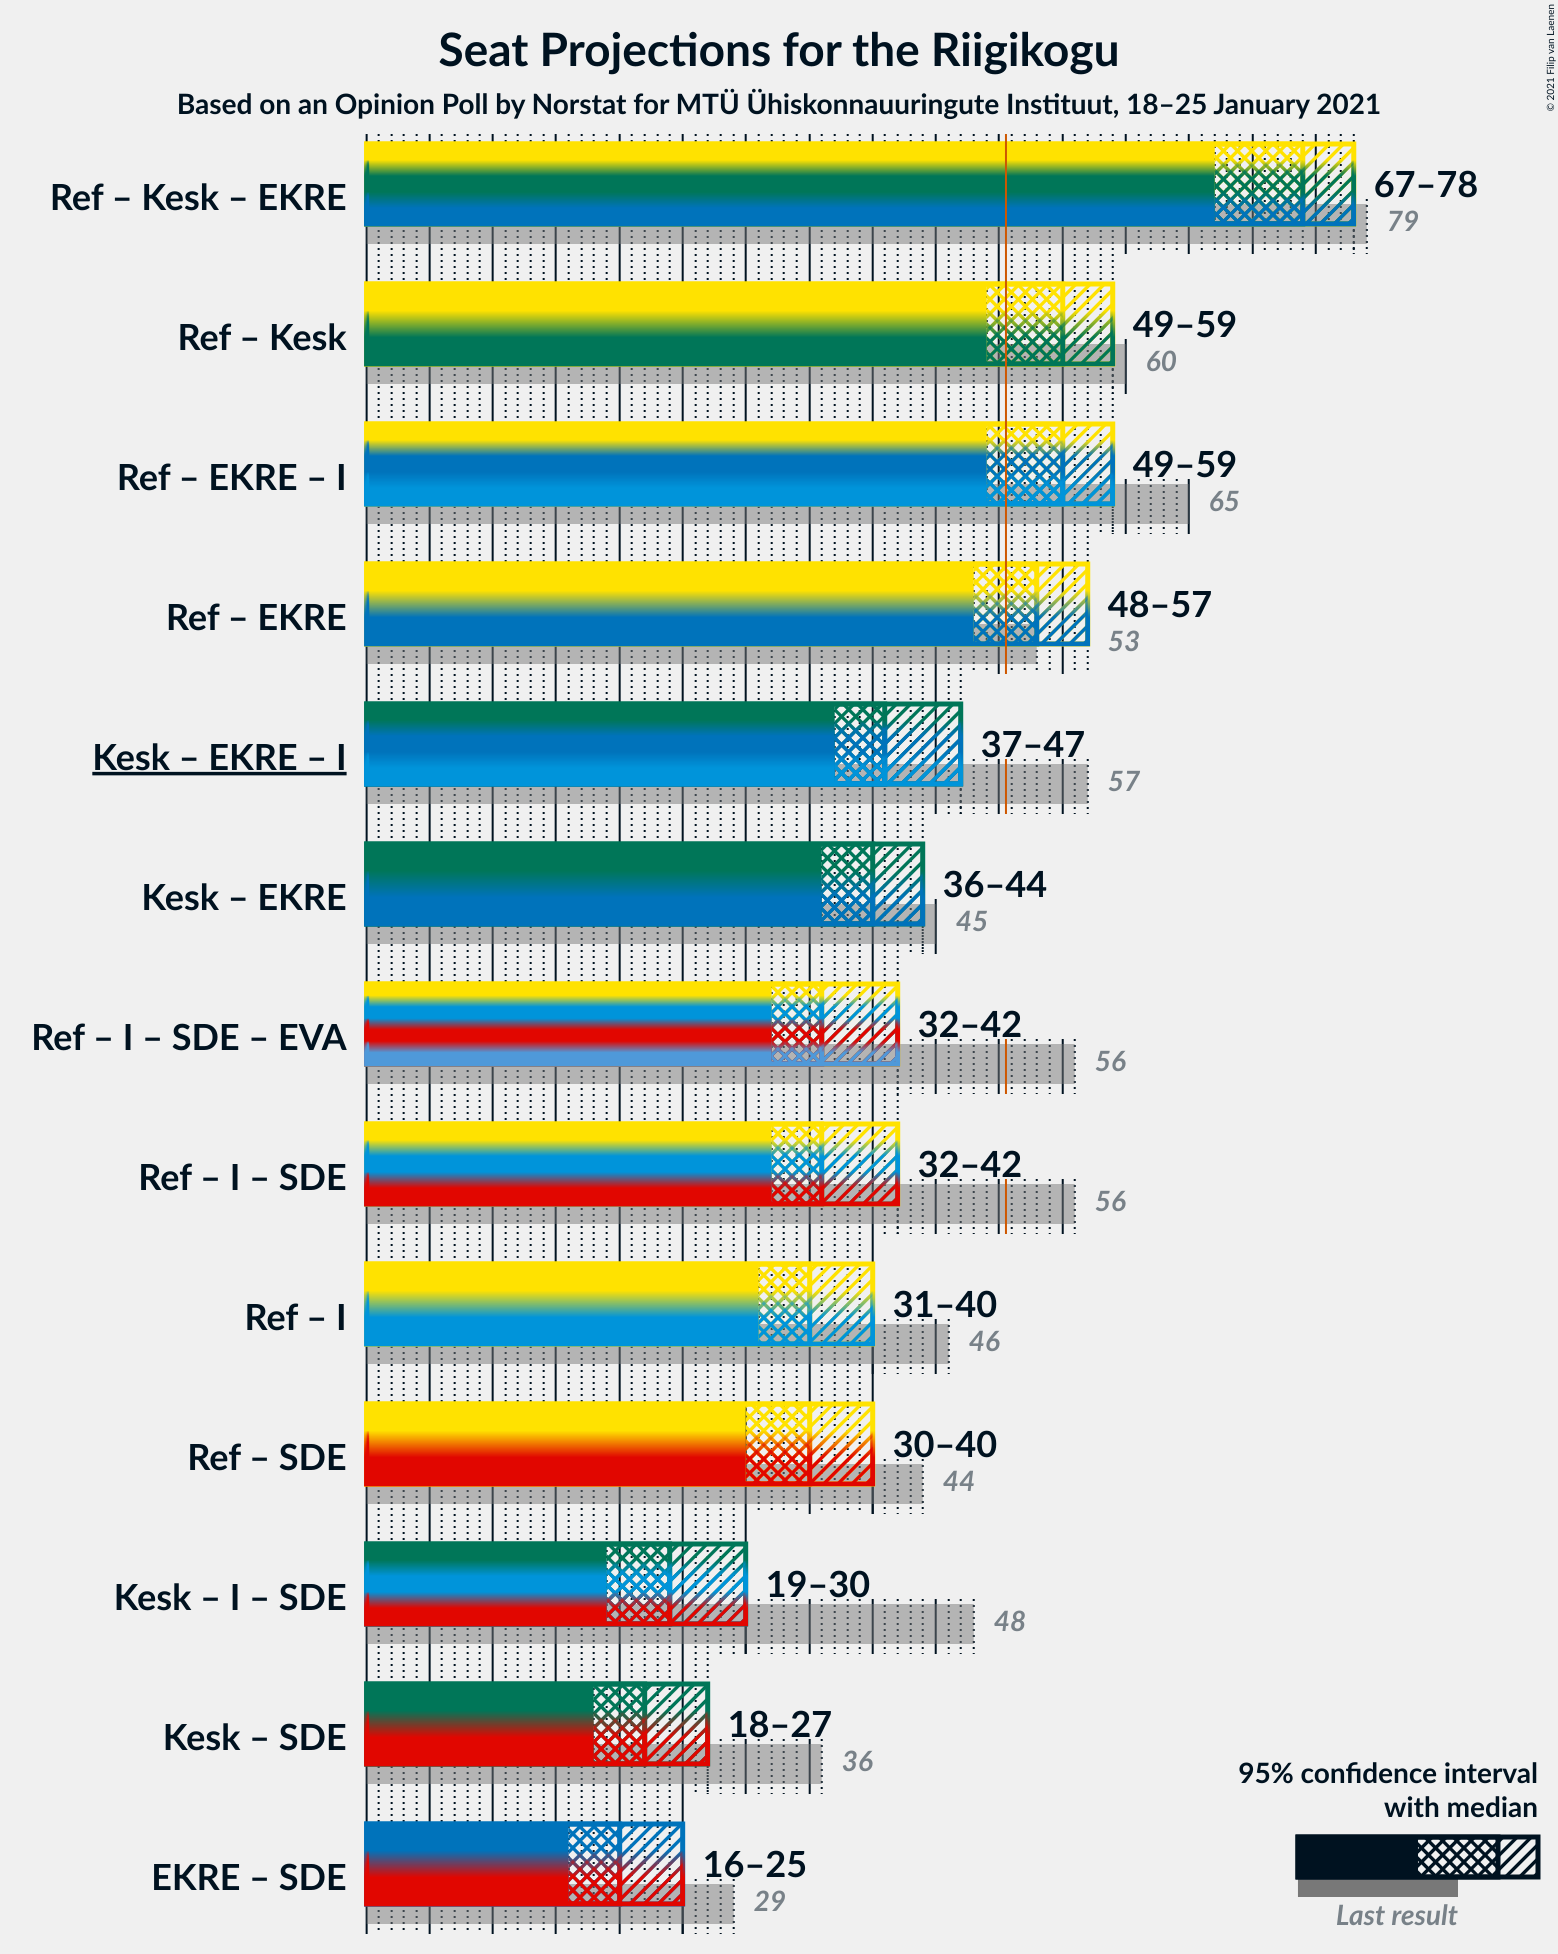 Seat Projections for the Riigikogu
Based on an Opinion Poll by Norstat for MTÜ Ühiskonnauuringute Instituut, 18–25 January 2021
© 2021 Filip van Laenen
Ref – Kesk – EKRE
67–78
79
Ref – Kesk
49–59
60
Ref – EKRE – I
49–59
65
Ref – EKRE
48–57
53
Kesk – EKRE – I
37–47
57
Kesk – EKRE
36–44
45
Ref – I – SDE – EVA
32–42
56
Ref – I – SDE
32–42
56
Ref – I
31–40
46
Ref – SDE
30–40
44
Kesk – I – SDE
19–30
48
Kesk – SDE
18–27
36
EKRE – SDE
16–25
29
95% confidence interval
with median
Last result